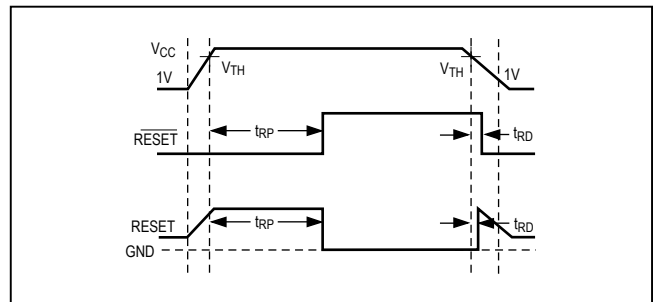 VCC
1V
VTH
VTH
1V
RESET
tRP
tRD
RESET
tRP
tRD
GND